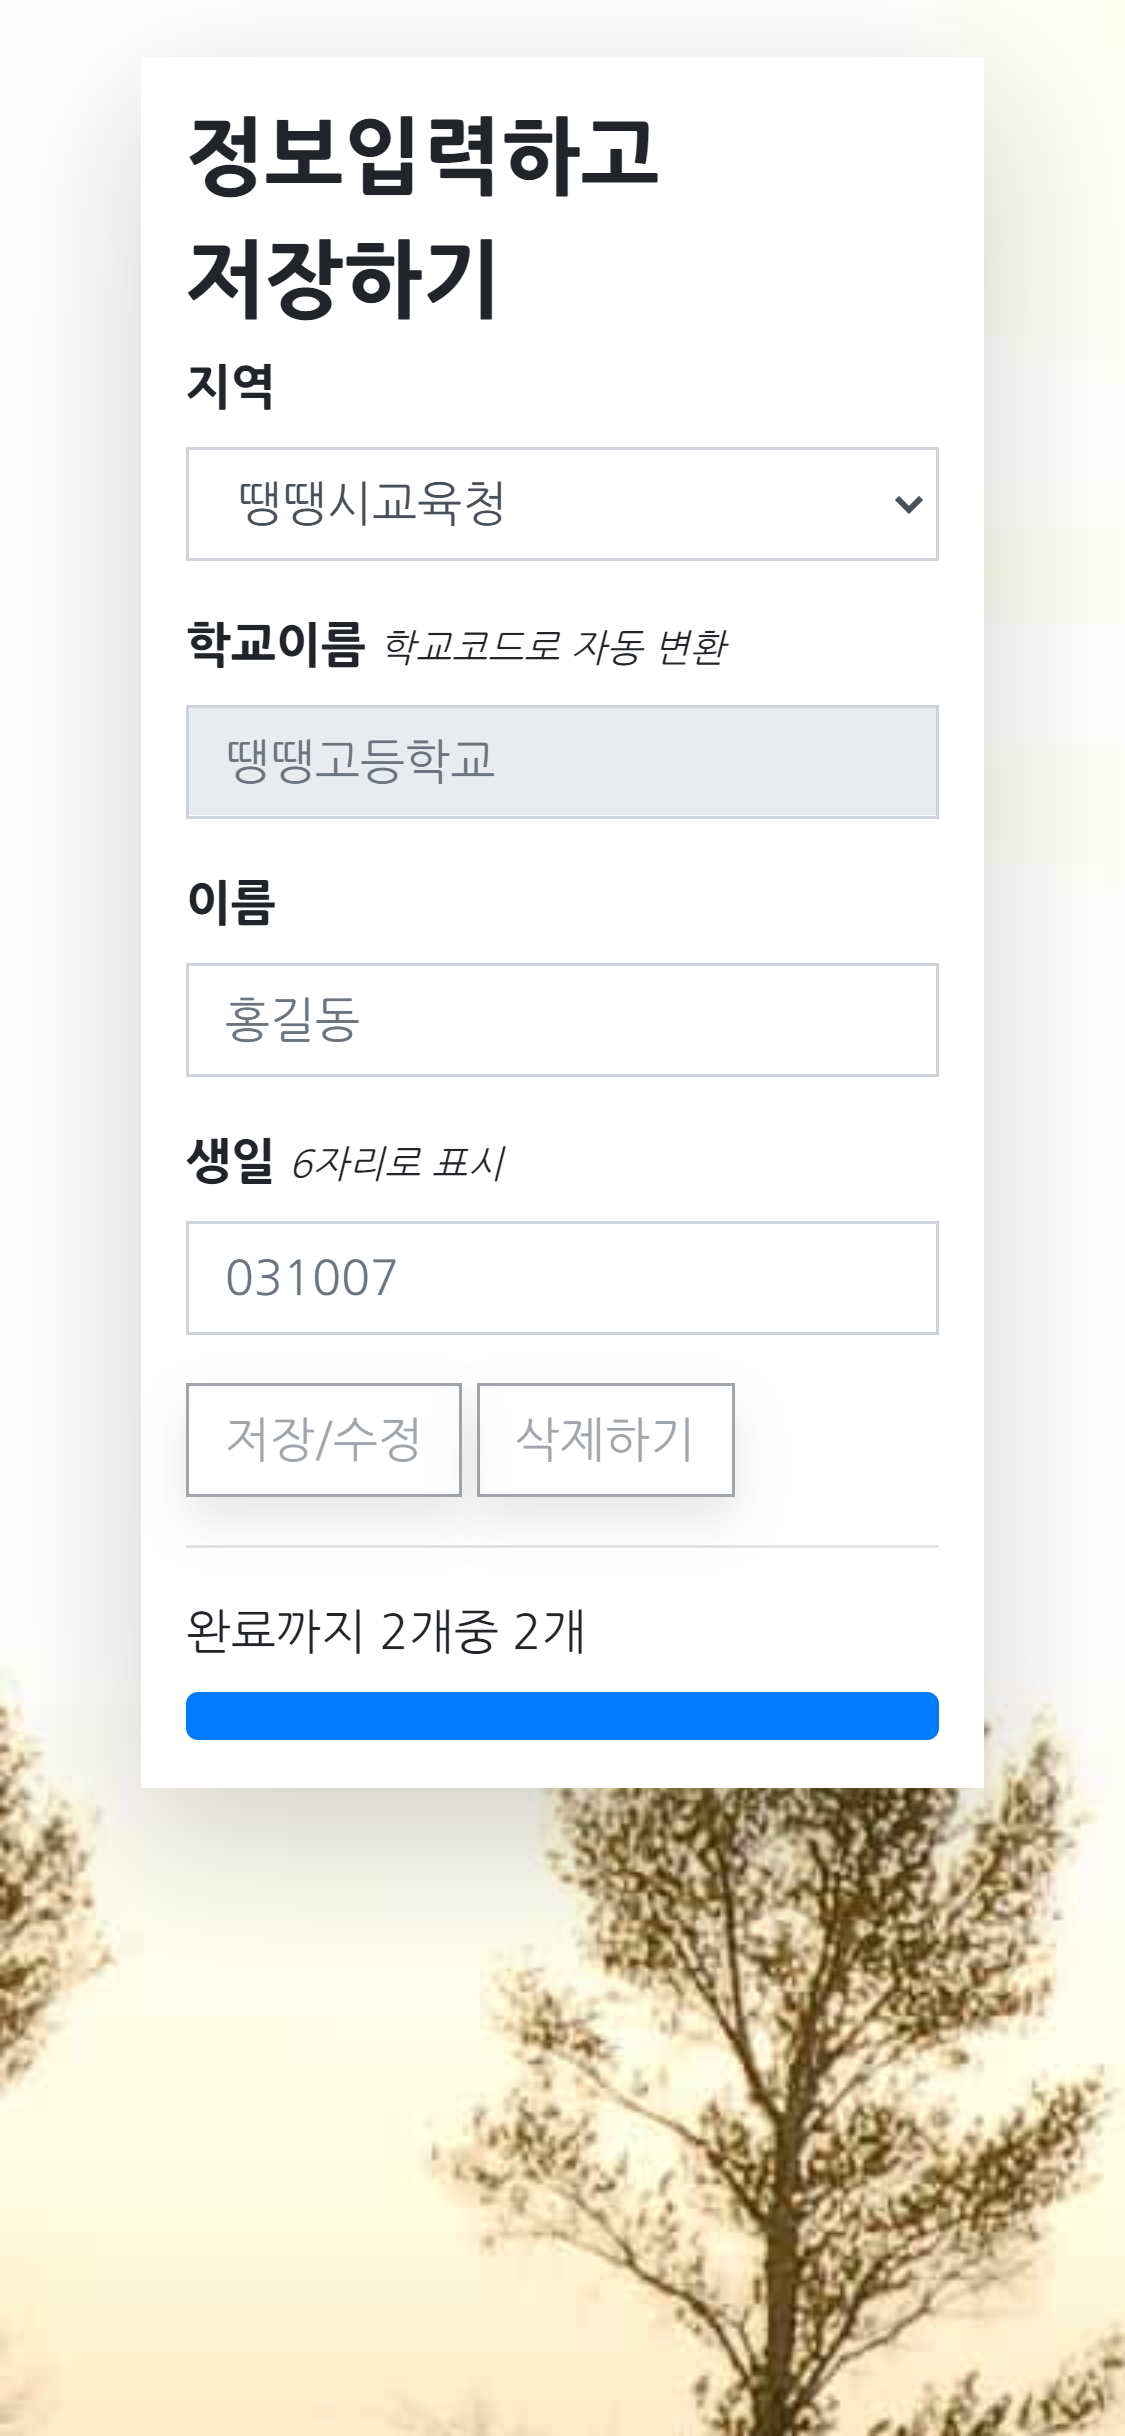 정보입력하고
저장하기
지역
땡땡시교육청
학교이름 학교코드로 자동 변환
땡땡고등학교
이름
홍길동
생일 6자리로 표시
031007
저장/수정 삭제하기
완료까지 2개중 2개